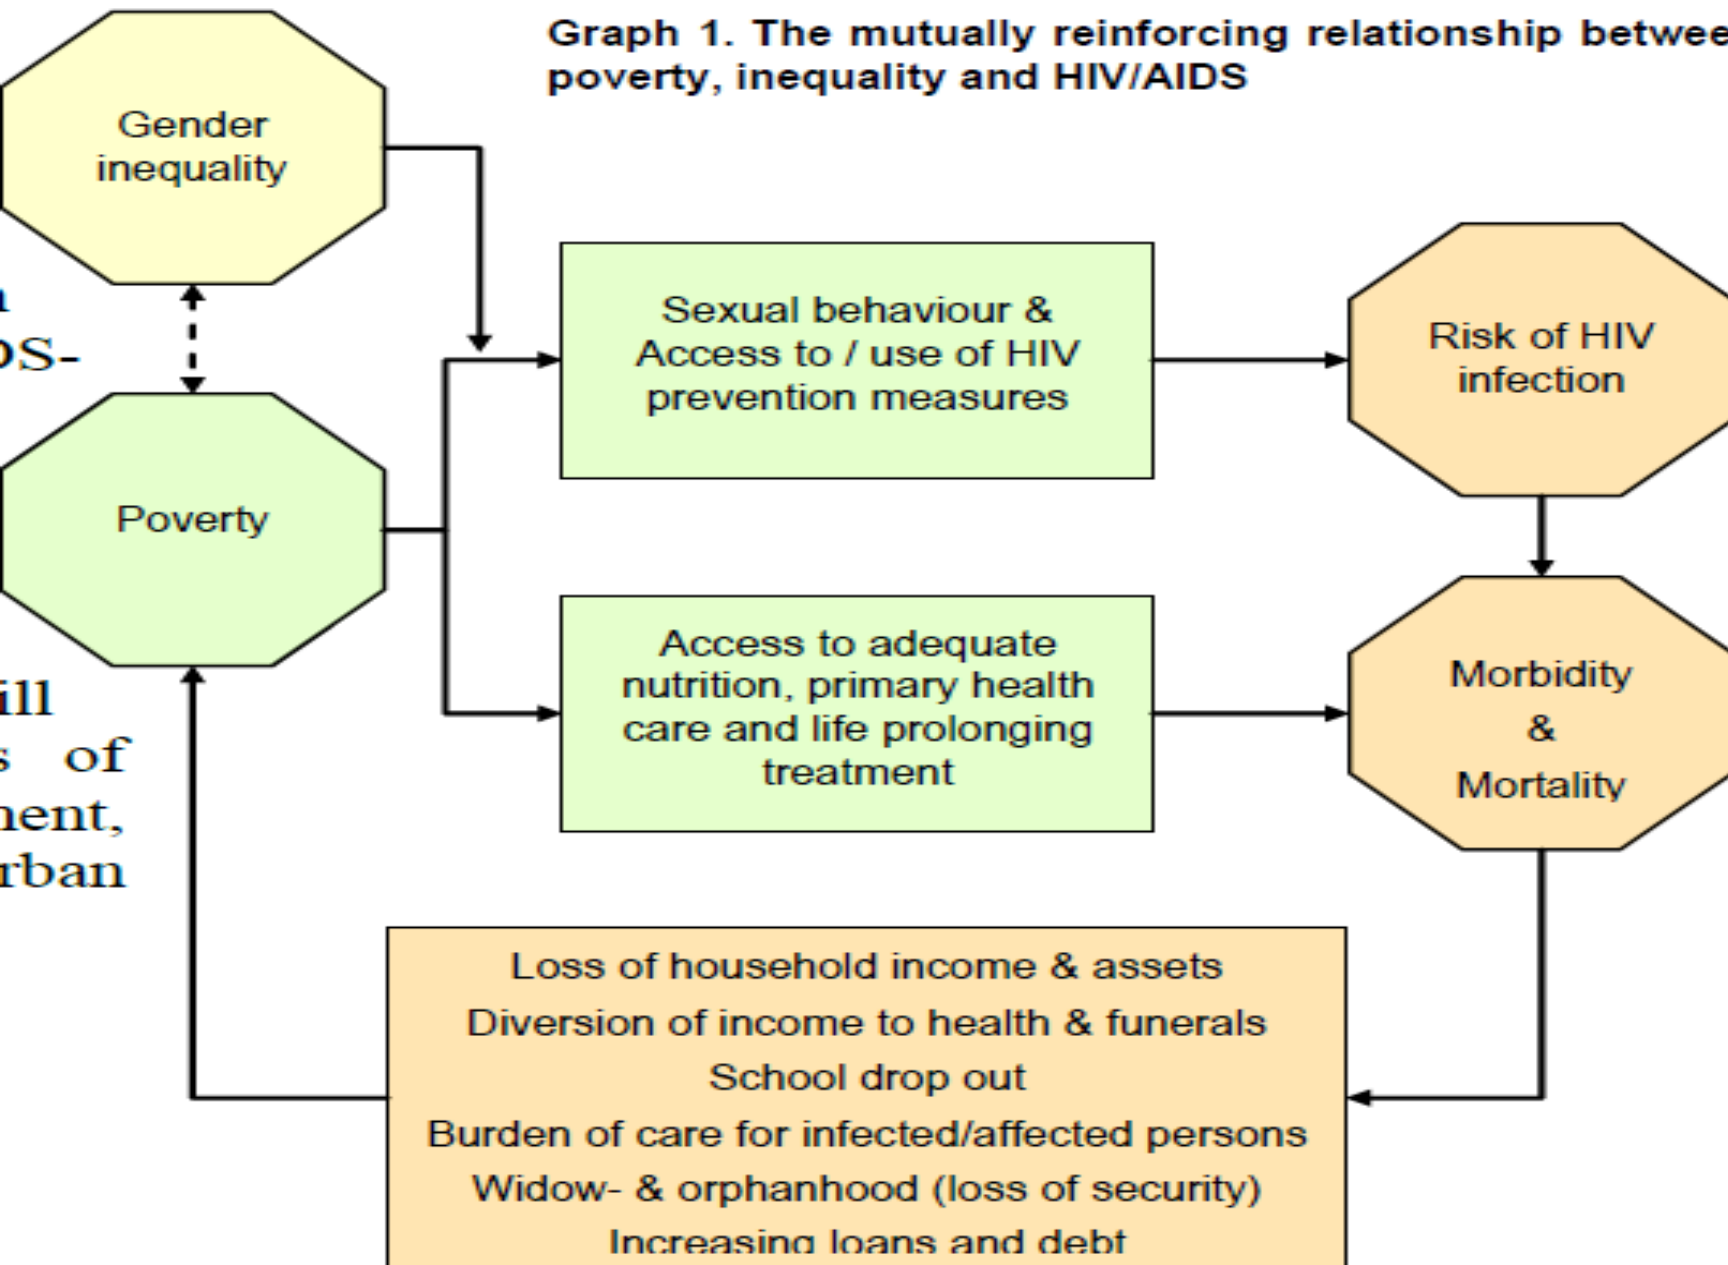 Graph 1. The mutually reinforcing relationship betwee
poverty, inequality and HIV/AIDS
Gender
inequality
Sexual behaviour &
Access to / use of HIV
prevention measures
Risk of HIV
infection
DS-
Poverty
Access to adequate
nutrition, primary health
care and life prolonging
treatment
Morbidity
&
Mortality
ill
s of
nent,
rban
Loss of household income & assets
Diversion of income to health & funerals
School drop out
Burden of care for infected/affected persons
Widow- & orphanhood (loss of security)
Increasing loans and debt